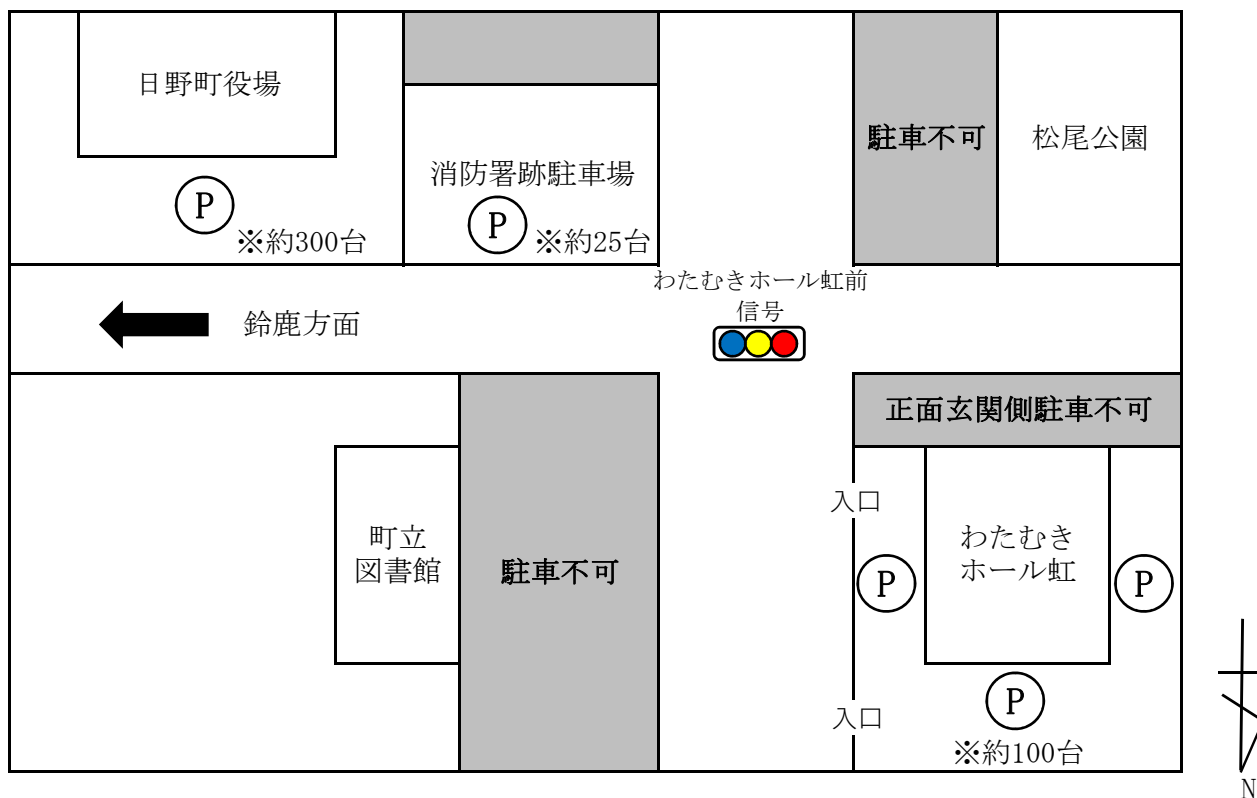 日野町役場
P
※約300台
消防署跡駐車場
P ※約25台
駐車不可
松尾公園
わたむきホール虹前
信号
鈴鹿方面
正面玄関側駐車不可
町立
図書館
駐車不可
入口
わたむき
ホール虹
P
P
入口
P
※約100台
N